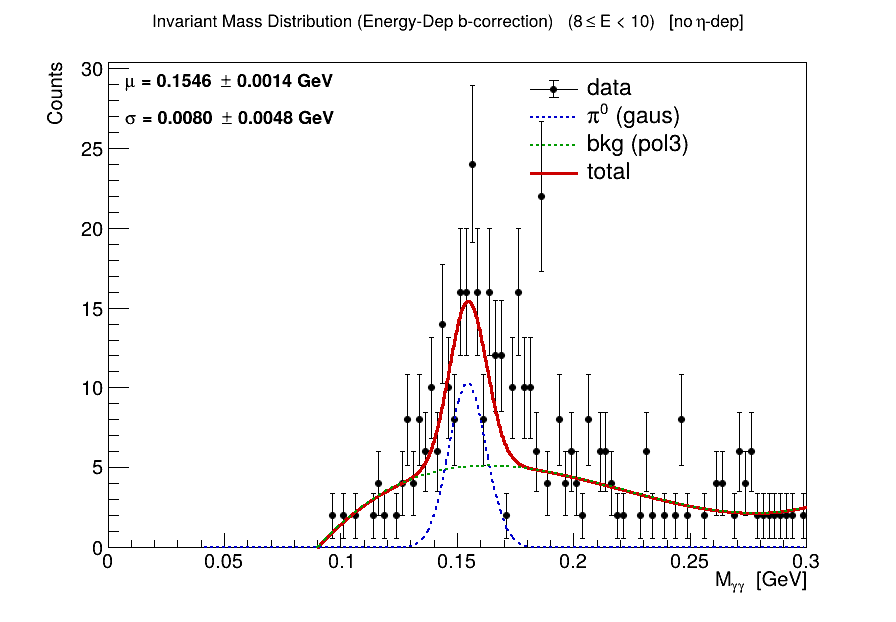 Invariant Mass Distribution (Energy-Dep b-correction) (8 ≤ E < 10) [no η-dep]
Counts
μ = 0.1546 ± 0.0014 GeV
σ = 0.0080 ± 0.0048 GeV
data
π⁰ (gaus)
bkg (pol3)
total
30
25
20
15
10
5
0
0 0.05 0.1 0.15 0.2 0.25 0.3
Mγγ [GeV]